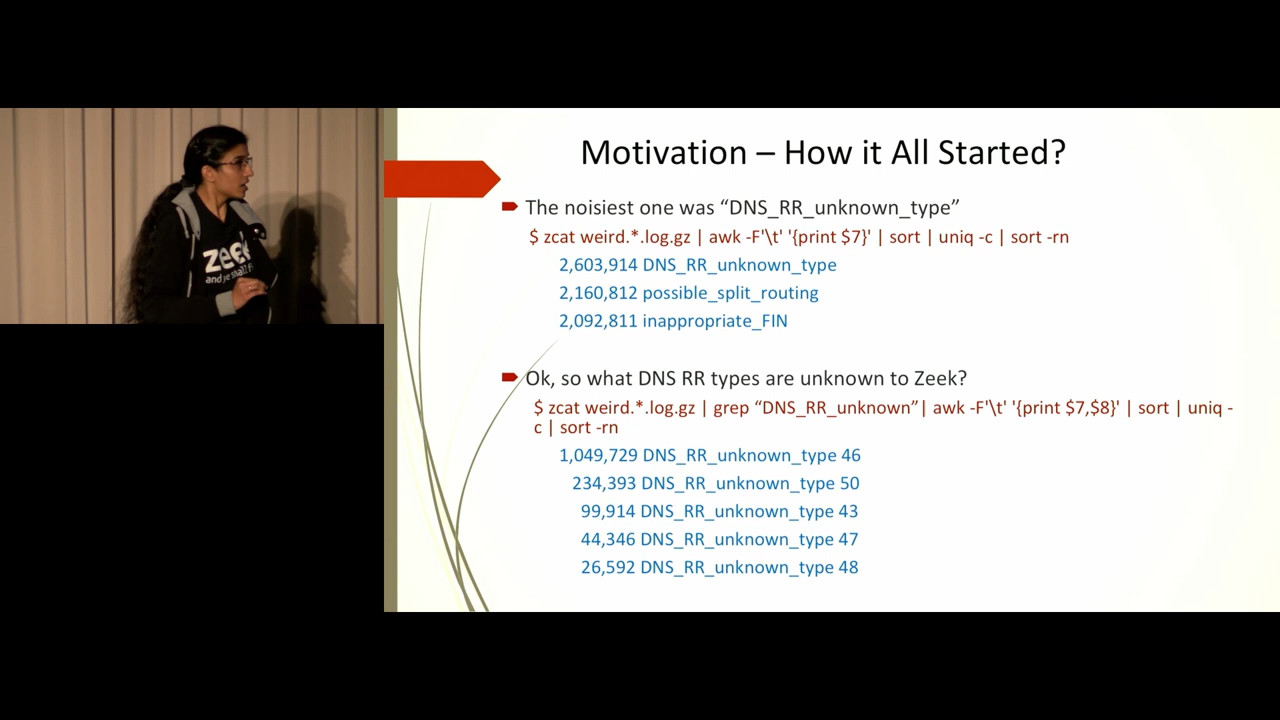 Motivation – How it All Started?
The noisiest one was “DNS_RR_unknown_type”
$ zcat weird.*.log.gz | awk -F'\t' '{print $7}' | sort | uniq -c | sort -rn
2,603,914 DNS_RR_unknown_type
2,160,812 possible_split_routing
2,092,811 inappropriate_FIN
Ok, so what DNS RR types are unknown to Zeek?
$ zcat weird.*.log.gz | grep “DNS_RR_unknown”| awk -F'\t' '{print $7,$8}' | sort | uniq -
c | sort -rn
1,049,729 DNS_RR_unknown_type 46
234,393 DNS_RR_unknown_type 50
99,914 DNS_RR_unknown_type 43
44,346 DNS_RR_unknown_type 47
26,592 DNS_RR_unknown_type 48
zeek
and ye shall